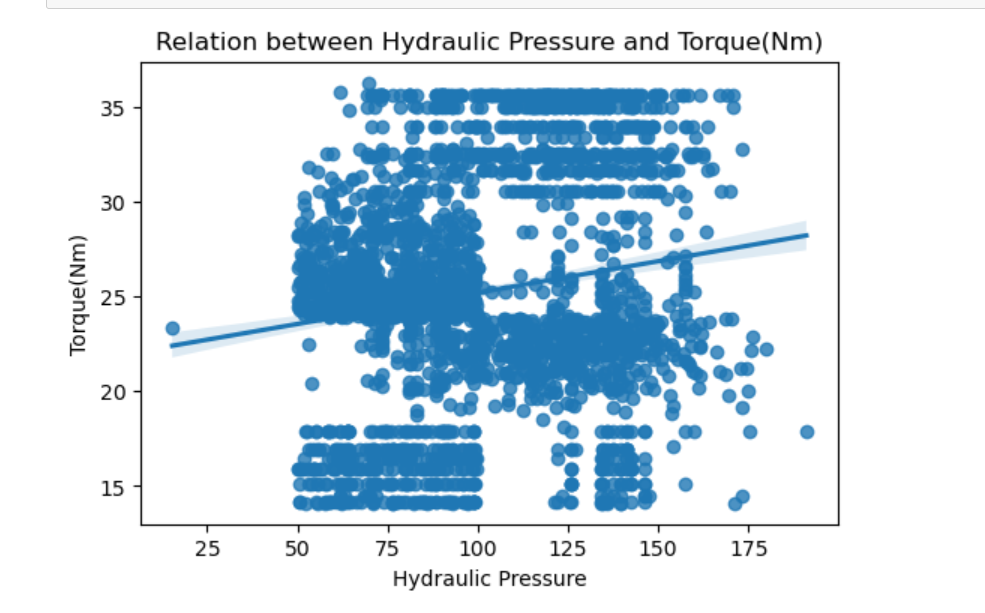 Relation between Hydraulic Pressure and Torque(Nm)
35
30
25
20
15
Torque(Nm)
25 50 75 100 125 150 175
Hydraulic Pressure